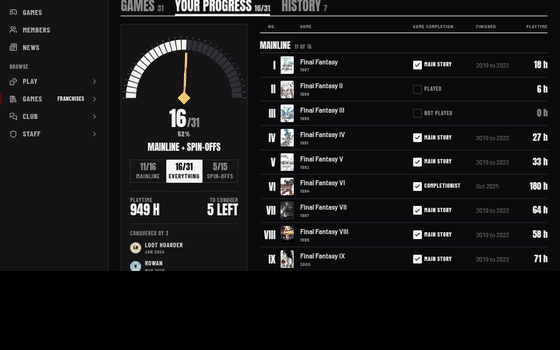 GAMES 31 YOUR PROGRESS 16/31 HISTORY 7
GAMES
MEMBERS
NEWS
BROWSE
PLAY
GAMES FRANCHISES
CLUB
STAFF
16/31
52%
MAINLINE + SPIN-OFFS
11/16 MAINLINE
16/31 EVERYTHING
5/15 SPIN-OFFS
PLAYTIME
949 H
TO CONQUER
5 LEFT
CONQUERED BY 3
LOOT HOARDER
JAN 2024
ROWAN
NO. GAME GAME COMPLETION FINISHED PLAYTIME
MAINLINE 11 OF 16
I Final Fantasy MAIN STORY 2019 to 2022 18 h
1987
II Final Fantasy II PLAYED 6 h
1988
III Final Fantasy III NOT PLAYED 0 h
1990
IV Final Fantasy IV MAIN STORY 2019 to 2022 27 h
1991
V Final Fantasy V MAIN STORY 2019 to 2022 33 h
1992
VI Final Fantasy VI COMPLETIONIST Oct 2025 180 h
1994
VII Final Fantasy VII MAIN STORY 2019 to 2022 64 h
1997
VIII Final Fantasy VIII MAIN STORY 2019 to 2022 58 h
1999
IX Final Fantasy IX MAIN STORY 2019 to 2022 71 h
2000